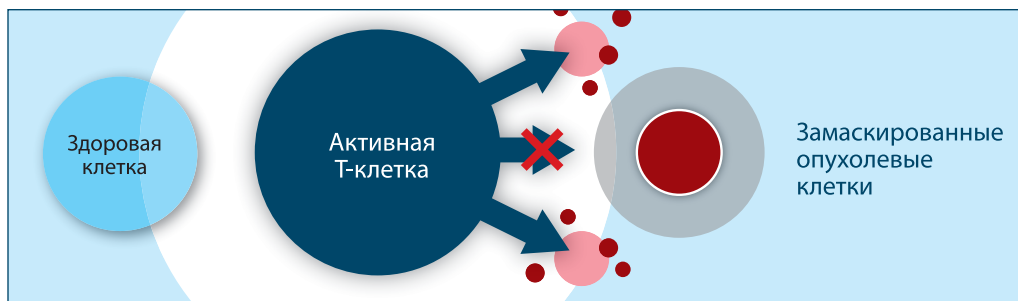 Здоровая
клетка
Активная
Т-клетка
Замаскированные
опухолевые
клетки